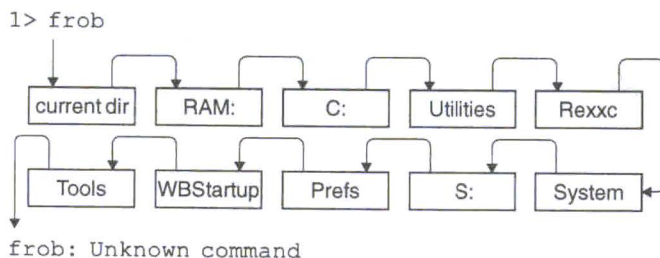 1> frob
current dir RAM: C: Utilities Rexxc
Tools WBStartup Prefs S: System
frob: Unknown command